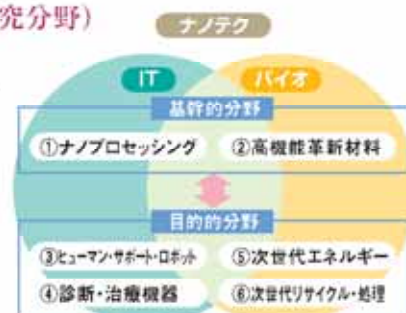 究分野)
ナノテク
IT
バイオ
基幹的分野
①ナノプロセッシング ②高機能革新材料
目的的分野
③ヒューマン・サポート・ロボット ⑤次世代エネルギー
④診断・治療機器 ⑥次世代リサイクル・処理